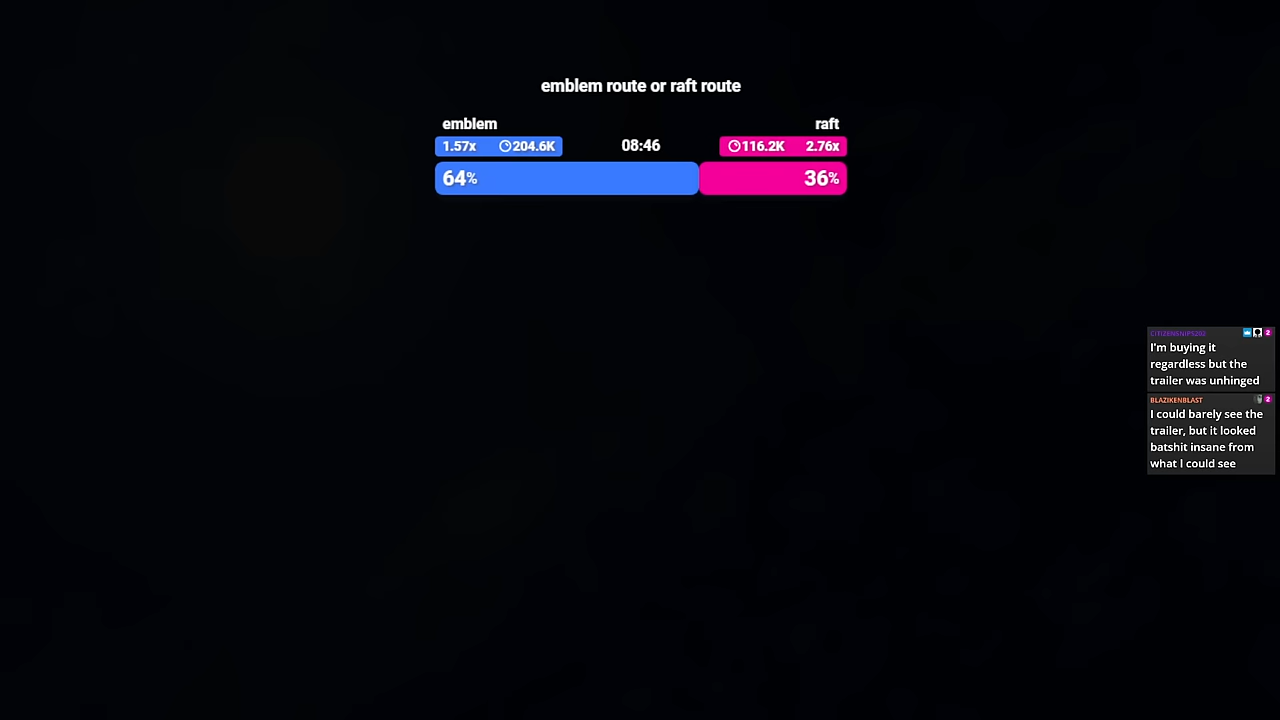 emblem route or raft route
emblem
raft
1.57x 204.6K
08:46
116.2K 2.76x
64%
36%
I'm buying it
regardless but the
trailer was unhinged
BLAZIKENBLAST
I could barely see the
trailer, but it looked
batshit insane from
what I could see